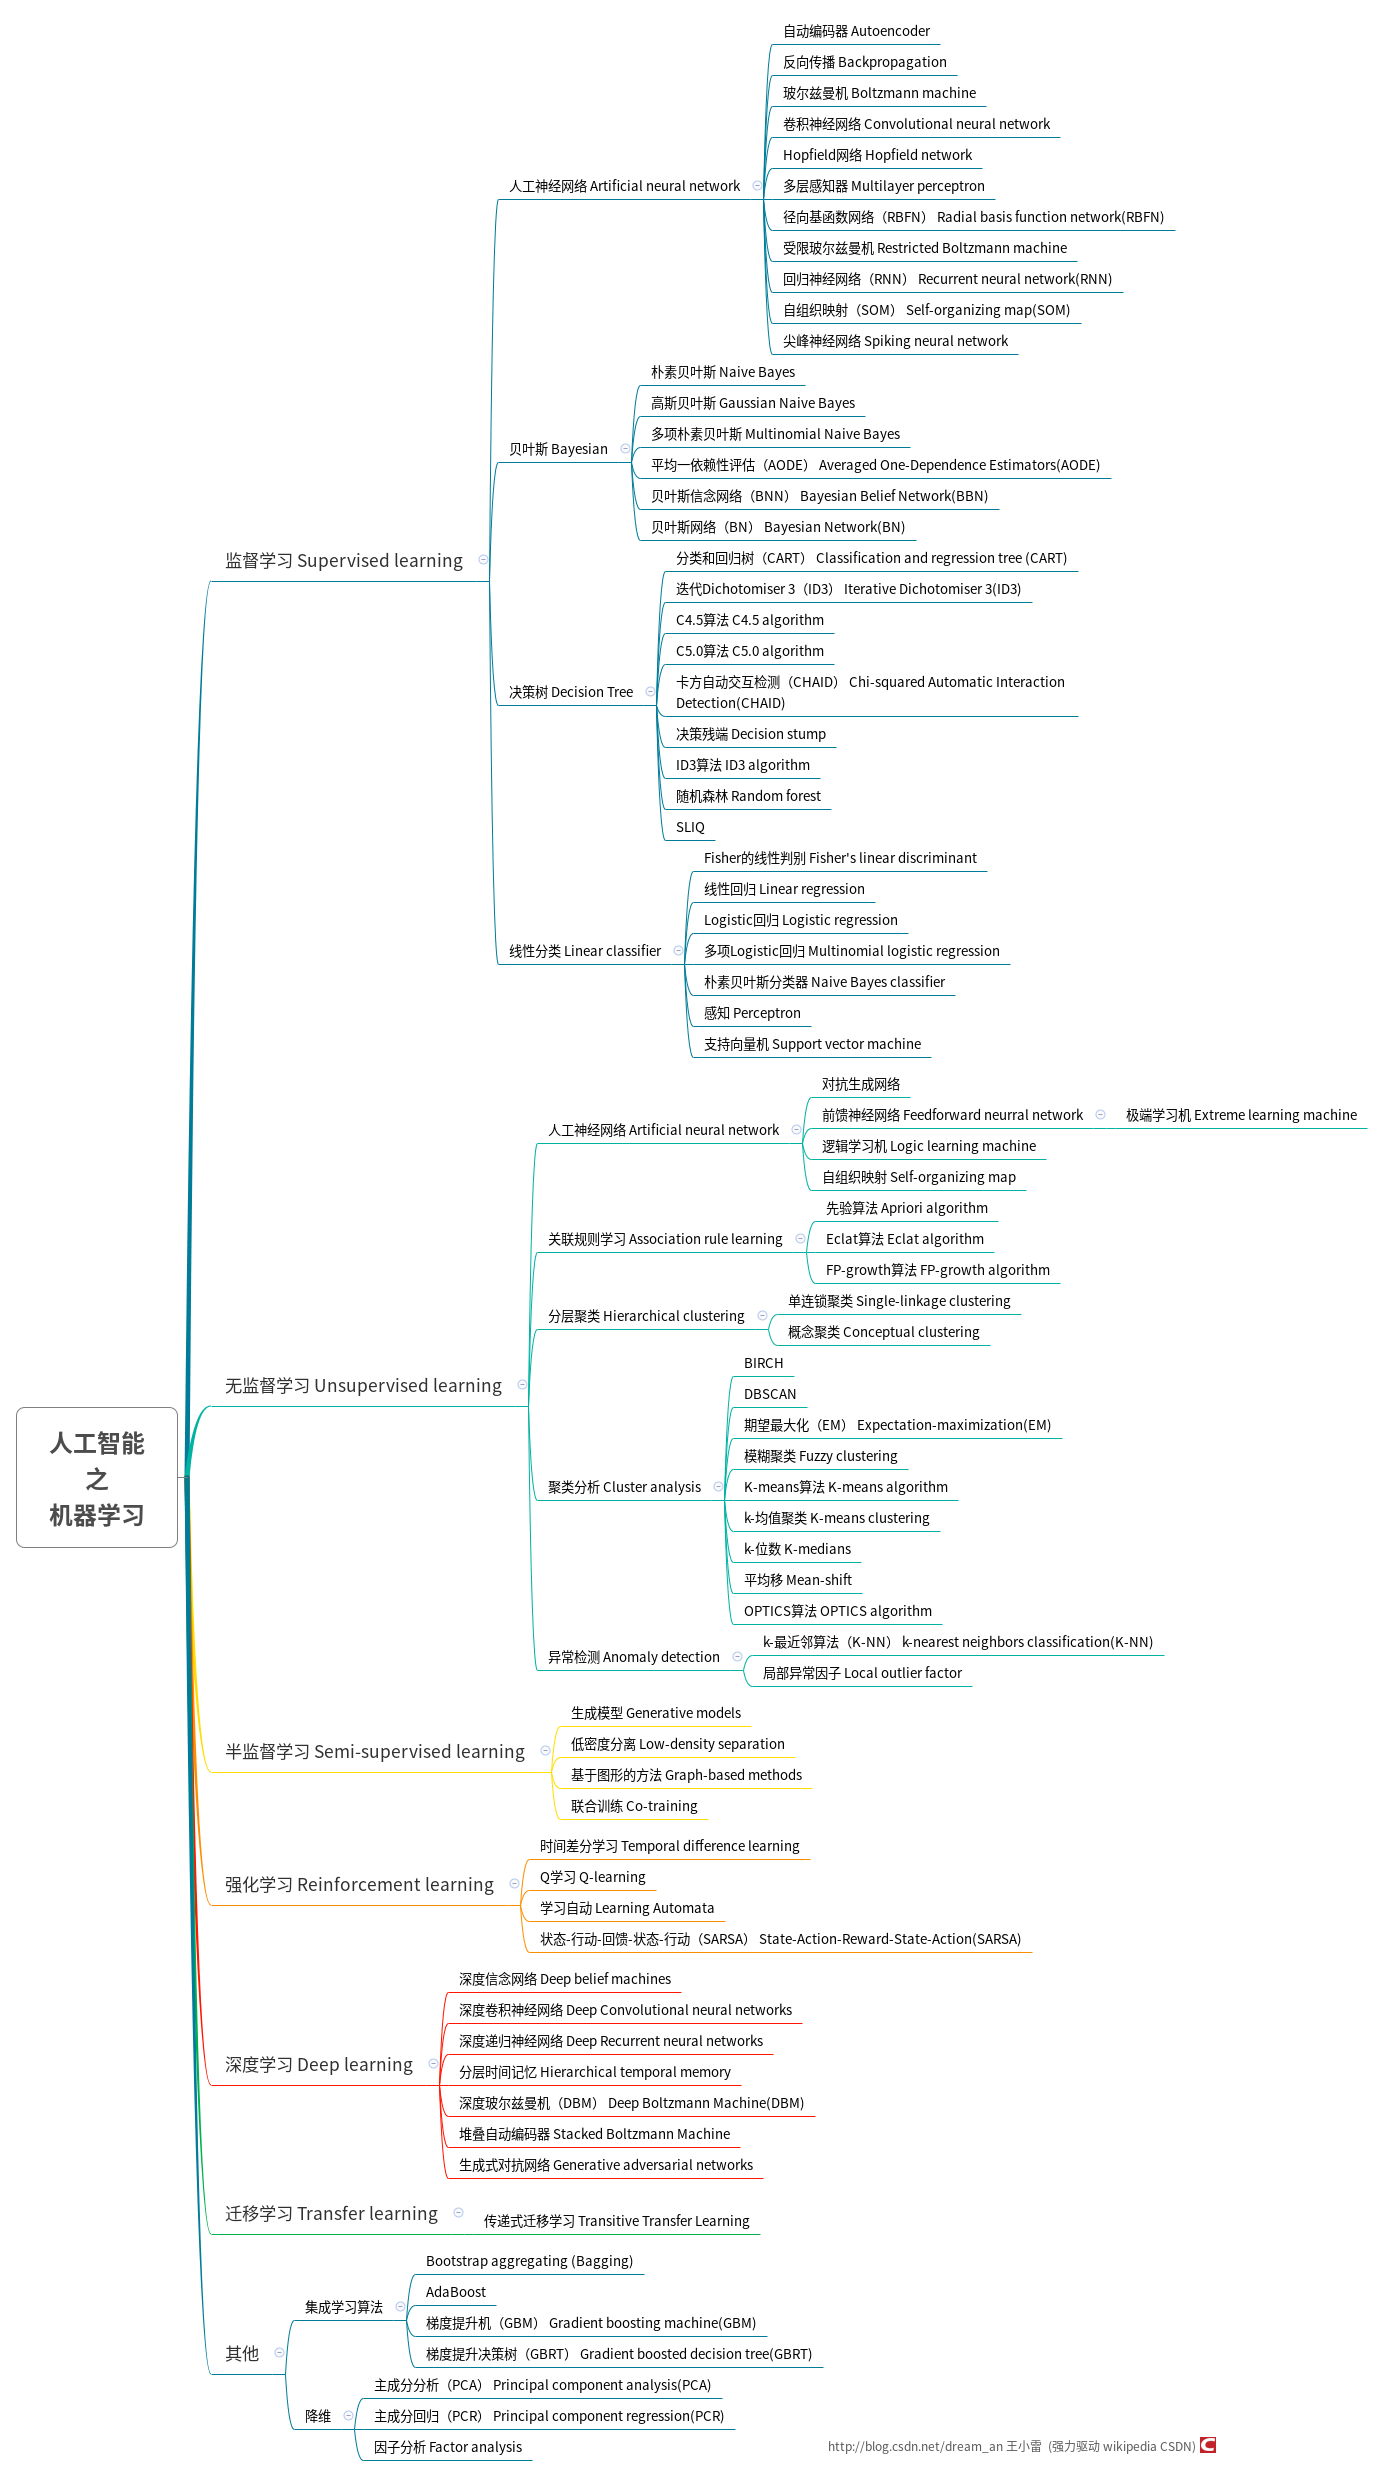 人工智能
之
机器学习
监督学习 Supervised learning
人工神经网络 Artificial neural network
自动编码器 Autoencoder
反向传播 Backpropagation
玻尔兹曼机 Boltzmann machine
卷积神经网络 Convolutional neural network
Hopfield网络 Hopfield network
多层感知器 Multilayer perceptron
径向基函数网络（RBFN） Radial basis function network(RBFN)
受限玻尔兹曼机 Restricted Boltzmann machine
回归神经网络（RNN） Recurrent neural network(RNN)
自组织映射（SOM） Self-organizing map(SOM)
尖峰神经网络 Spiking neural network
贝叶斯 Bayesian
朴素贝叶斯 Naive Bayes
高斯贝叶斯 Gaussian Naive Bayes
多项朴素贝叶斯 Multinomial Naive Bayes
平均一依赖性评估（AODE） Averaged One-Dependence Estimators(AODE)
贝叶斯信念网络（BNN） Bayesian Belief Network(BBN)
贝叶斯网络（BN） Bayesian Network(BN)
决策树 Decision Tree
分类和回归树（CART） Classification and regression tree (CART)
迭代Dichotomiser 3（ID3） Iterative Dichotomiser 3(ID3)
C4.5算法 C4.5 algorithm
C5.0算法 C5.0 algorithm
卡方自动交互检测（CHAID） Chi-squared Automatic Interaction
Detection(CHAID)
决策残端 Decision stump
ID3算法 ID3 algorithm
随机森林 Random forest
SLIQ
线性分类 Linear classifier
Fisher的线性判别 Fisher's linear discriminant
线性回归 Linear regression
Logistic回归 Logistic regression
多项Logistic回归 Multinomial logistic regression
朴素贝叶斯分类器 Naive Bayes classifier
感知 Perceptron
支持向量机 Support vector machine
无监督学习 Unsupervised learning
人工神经网络 Artificial neural network
对抗生成网络
前馈神经网络 Feedforward neurral network
极端学习机 Extreme learning machine
逻辑学习机 Logic learning machine
自组织映射 Self-organizing map
关联规则学习 Association rule learning
先验算法 Apriori algorithm
Eclat算法 Eclat algorithm
FP-growth算法 FP-growth algorithm
分层聚类 Hierarchical clustering
单连锁聚类 Single-linkage clustering
概念聚类 Conceptual clustering
聚类分析 Cluster analysis
BIRCH
DBSCAN
期望最大化（EM） Expectation-maximization(EM)
模糊聚类 Fuzzy clustering
K-means算法 K-means algorithm
k-均值聚类 K-means clustering
k-位数 K-medians
平均移 Mean-shift
OPTICS算法 OPTICS algorithm
异常检测 Anomaly detection
k-最近邻算法（K-NN） k-nearest neighbors classification(K-NN)
局部异常因子 Local outlier factor
半监督学习 Semi-supervised learning
生成模型 Generative models
低密度分离 Low-density separation
基于图形的方法 Graph-based methods
联合训练 Co-training
强化学习 Reinforcement learning
时间差分学习 Temporal difference learning
Q学习 Q-learning
学习自动 Learning Automata
状态-行动-回馈-状态-行动（SARSA） State-Action-Reward-State-Action(SARSA)
深度学习 Deep learning
深度信念网络 Deep belief machines
深度卷积神经网络 Deep Convolutional neural networks
深度递归神经网络 Deep Recurrent neural networks
分层时间记忆 Hierarchical temporal memory
深度玻尔兹曼机（DBM） Deep Boltzmann Machine(DBM)
堆叠自动编码器 Stacked Boltzmann Machine
生成式对抗网络 Generative adversarial networks
迁移学习 Transfer learning
传递式迁移学习 Transitive Transfer Learning
其他
集成学习算法
Bootstrap aggregating (Bagging)
AdaBoost
梯度提升机（GBM） Gradient boosting machine(GBM)
梯度提升决策树（GBRT） Gradient boosted decision tree(GBRT)
降维
主成分分析（PCA） Principal component analysis(PCA)
主成分回归（PCR） Principal component regression(PCR)
因子分析 Factor analysis
http://blog.csdn.net/dream_an 王小雷（强力驱动 wikipedia CSDN)